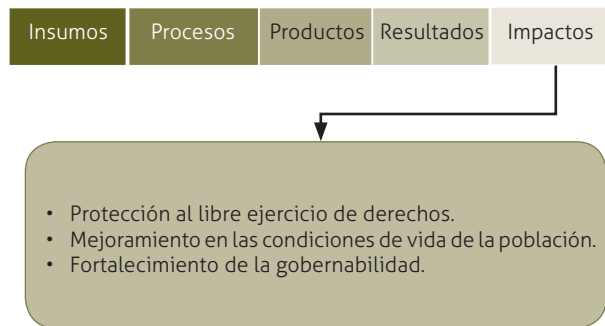 Insumos Procesos Productos Resultados Impactos
• Protección al libre ejercicio de derechos.
• Mejoramiento en las condiciones de vida de la población.
• Fortalecimiento de la gobernabilidad.